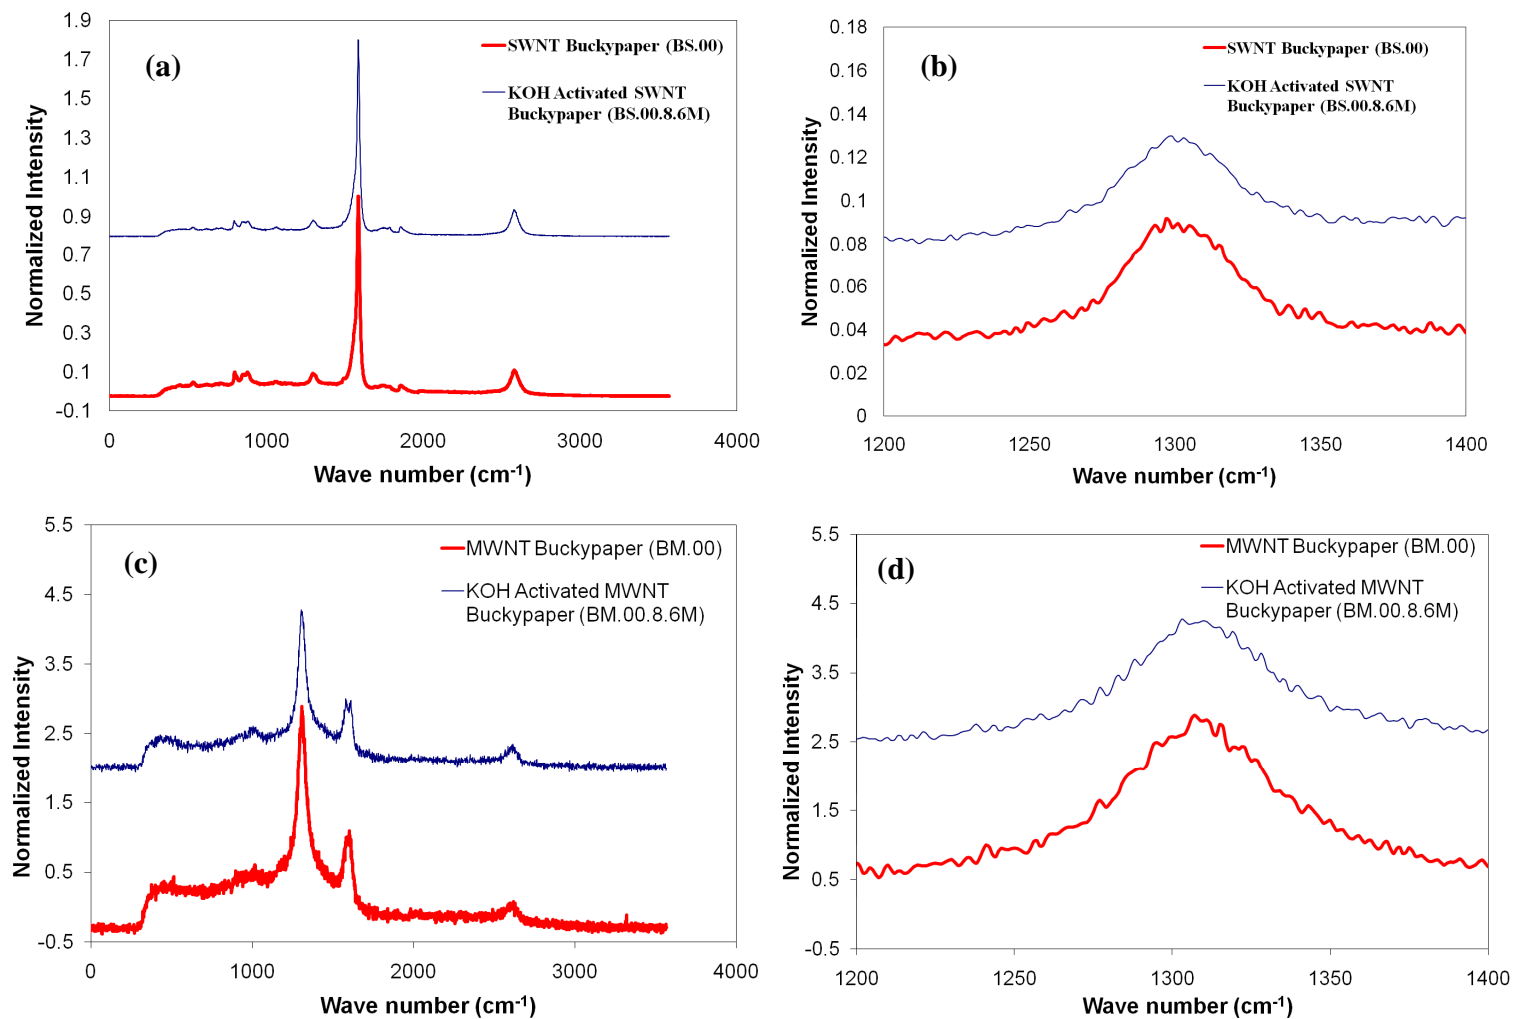 (a)
SWNT Buckypaper (BS.00)
KOH Activated SWNT
Buckypaper (BS.00.8.6M)
Normalized Intensity
1.9
1.7
1.5
1.3
1.1
0.9
0.7
0.5
0.3
0.1
-0.1
0 1000 2000 3000 4000
Wave number (cm-1)
(b)
SWNT Buckypaper (BS.00)
KOH Activated SWNT
Buckypaper (BS.00.8.6M)
Normalized Intensity
0.18
0.16
0.14
0.12
0.1
0.08
0.06
0.04
0.02
0
1200 1250 1300 1350 1400
Wave number (cm-1)
(c)
MWNT Buckypaper (BM.00)
KOH Activated MWNT
Buckypaper (BM.00.8.6M)
Normalized Intensity
5.5
4.5
3.5
2.5
1.5
0.5
-0.5
0 1000 2000 3000 4000
Wave number (cm-1)
(d)
MWNT Buckypaper (BM.00)
KOH Activated MWNT
Buckypaper (BM.00.8.6M)
Normalized Intensity
5.5
4.5
3.5
2.5
1.5
0.5
-0.5
1200 1250 1300 1350 1400
Wave number (cm-1)